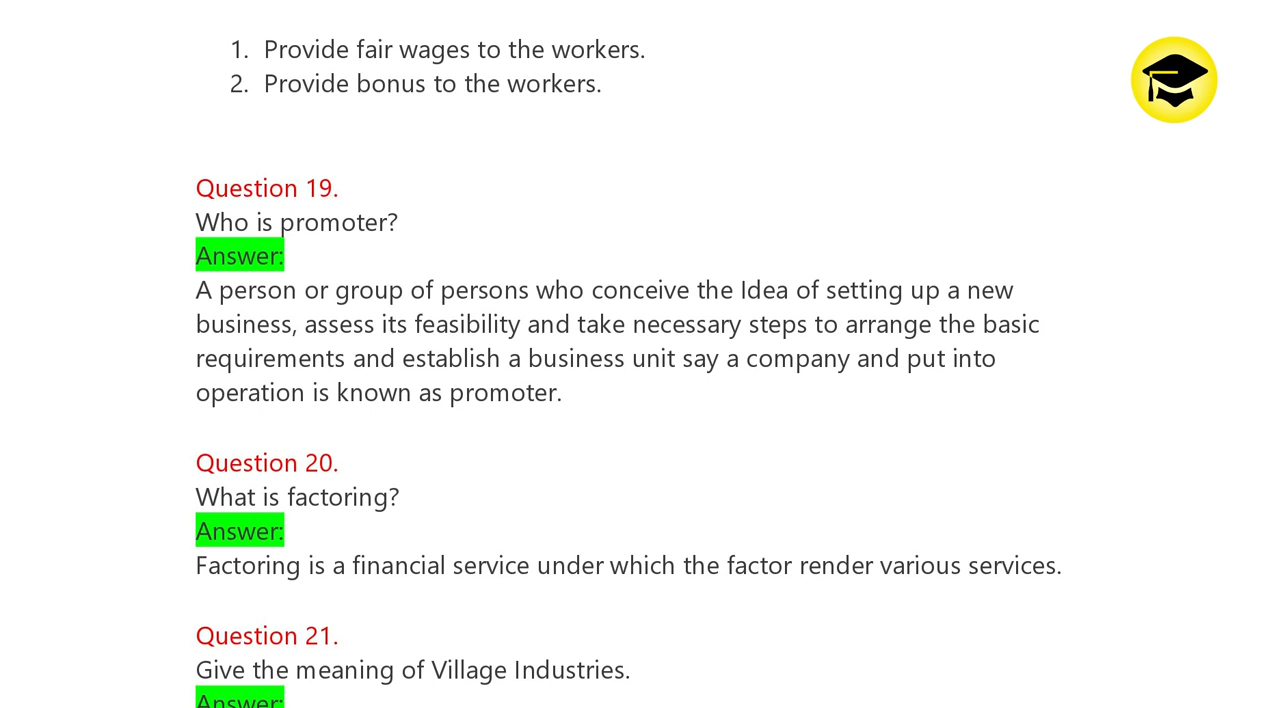 1. Provide fair wages to the workers.
2. Provide bonus to the workers.
Question 19.
Who is promoter?
Answer:
A person or group of persons who conceive the Idea of setting up a new
business, assess its feasibility and take necessary steps to arrange the basic
requirements and establish a business unit say a company and put into
operation is known as promoter.
Question 20.
What is factoring?
Answer:
Factoring is a financial service under which the factor render various services.
Question 21.
Give the meaning of Village Industries.
Answer: